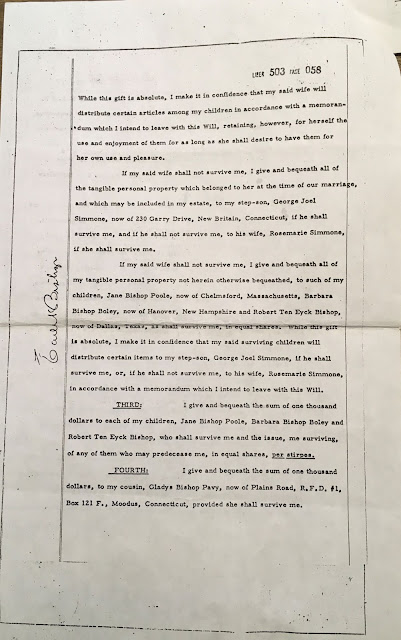 LIBER 503 PAGE 058
While this gift is absolute, I make it in confidence that my said wife will
distribute certain articles among my children in accordance with a memoran-
dum which I intend to leave with this Will, retaining, however, for herself the
use and enjoyment of them for as long as she shall desire to have them for
her own use and pleasure.
If my said wife shall not survive me, I give and bequeath all of
the tangible personal property which belonged to her at the time of our marriage,
and which may be included in my estate, to my step-son, George Joel
Simmone, now of 230 Garry Drive, New Britain, Connecticut, if he shall
survive me, and if he shall not survive me, to his wife, Rosemarie Simmone,
if she shall survive me.
If my said wife shall not survive me, I give and bequeath all of
my tangible personal property not herein otherwise bequeathed, to such of my
children, Jane Bishop Poole, now of Chelmsford, Massachusetts, Barbara
Bishop Boley, now of Hanover, New Hampshire and Robert Ten Eyck Bishop,
now of Dallas, Texas, as shall survive me, in equal shares. While this gift
is absolute, I make it in confidence that my said surviving children will
distribute certain items to my step-son, George Joel Simmone, if he shall
survive me, or, if he shall not survive me, to his wife, Rosemarie Simmone,
in accordance with a memorandum which I intend to leave with this Will.
THIRD: I give and bequeath the sum of one thousand
dollars to each of my children, Jane Bishop Poole, Barbara Bishop Boley and
Robert Ten Eyck Bishop, who shall survive me and the issue, me surviving,
of any of them who may predecease me, in equal shares, per stirpes.
FOURTH: I give and bequeath the sum of one thousand
dollars, to my cousin, Gladys Bishop Pavy, now of Plains Road, R.F.D. #1,
Box 121 F., Moodus, Connecticut, provided she shall survive me.
Bishop